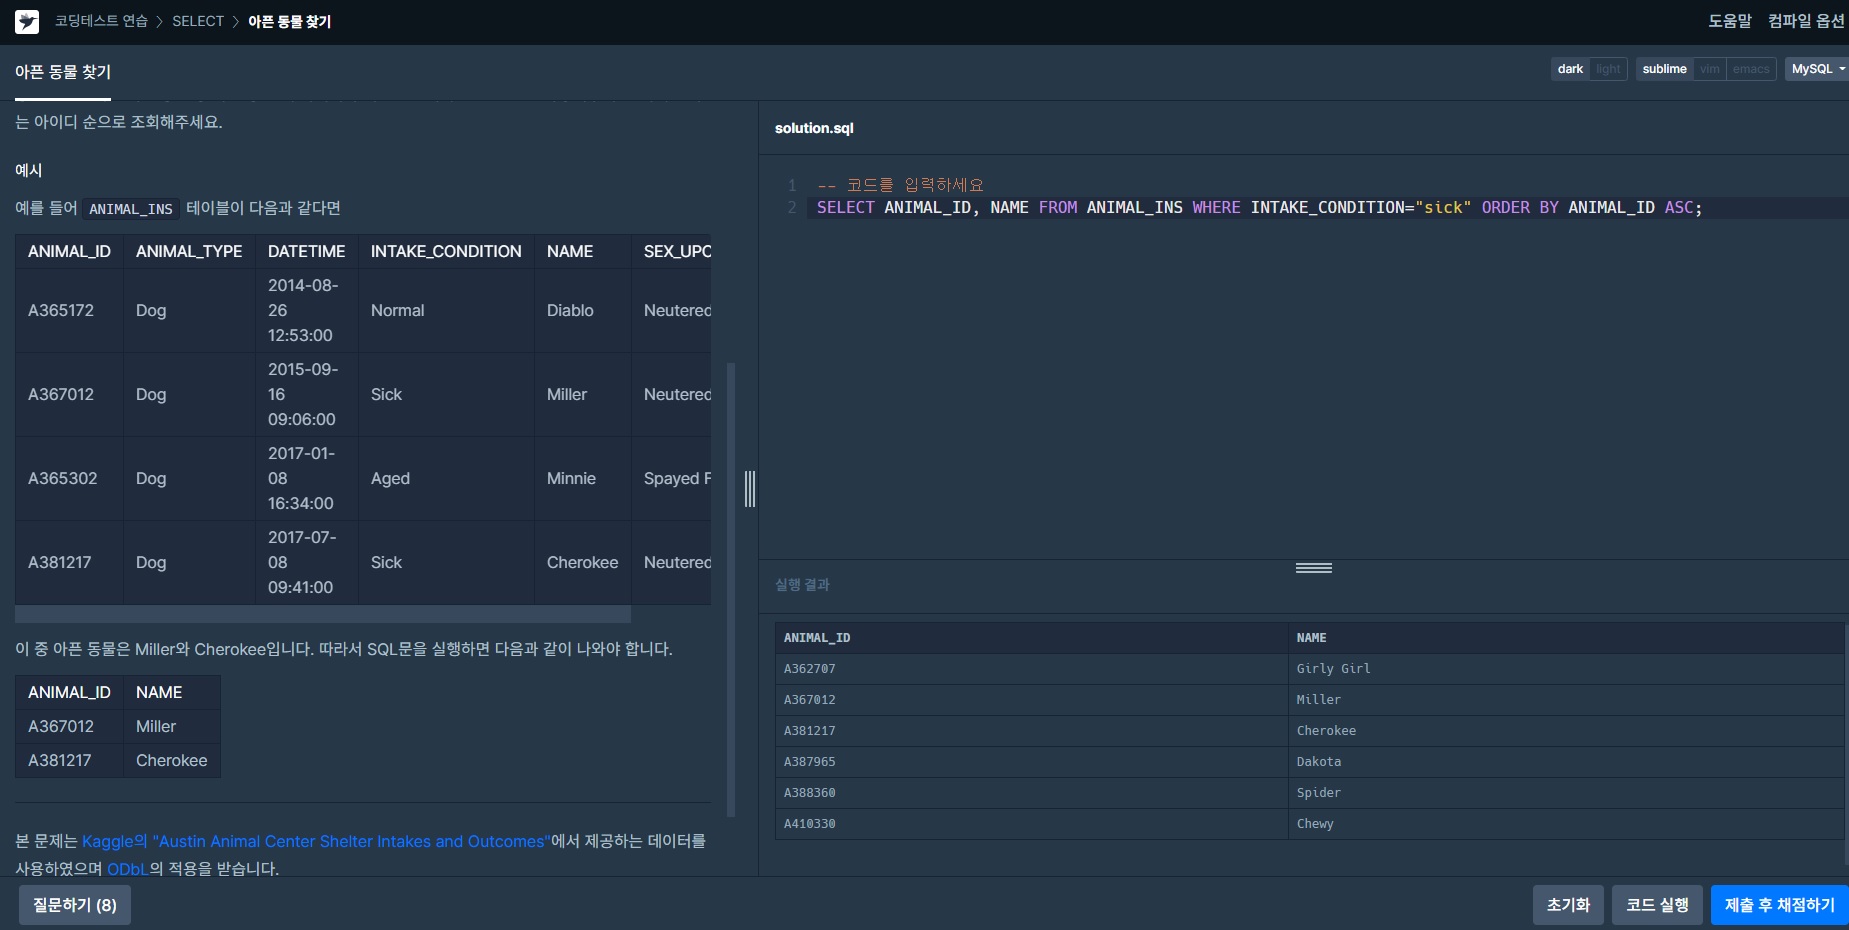 코딩테스트 연습 > SELECT > 아픈 동물 찾기
도움말 컴파일 옵션
아픈 동물 찾기
dark light sublime vim emacs MySQL
는 아이디 순으로 조회해주세요.
예시
예를 들어 ANIMAL_INS 테이블이 다음과 같다면
ANIMAL_ID ANIMAL_TYPE DATETIME INTAKE_CONDITION NAME SEX_UPO
A365172 Dog 2014-08-26 12:53:00 Normal Diablo Neutered
A367012 Dog 2015-09-16 09:06:00 Sick Miller Neutered
A365302 Dog 2017-01-08 16:34:00 Aged Minnie Spayed F
A381217 Dog 2017-07-08 09:41:00 Sick Cherokee Neutered
이 중 아픈 동물은 Miller와 Cherokee입니다. 따라서 SQL문을 실행하면 다음과 같이 나와야 합니다.
ANIMAL_ID NAME
A367012 Miller
A381217 Cherokee
본 문제는 Kaggle의 "Austin Animal Center Shelter Intakes and Outcomes"에서 제공하는 데이터를
사용하였으며 ODbL의 적용을 받습니다.
질문하기 (8)
solution.sql
1 -- 코드를 입력하세요
2 SELECT ANIMAL_ID, NAME FROM ANIMAL_INS WHERE INTAKE_CONDITION="sick" ORDER BY ANIMAL_ID ASC;
실행 결과
ANIMAL_ID NAME
A362707 Girly Girl
A367012 Miller
A381217 Cherokee
A387965 Dakota
A388360 Spider
A410330 Chewy
초기화 코드 실행 제출 후 채점하기